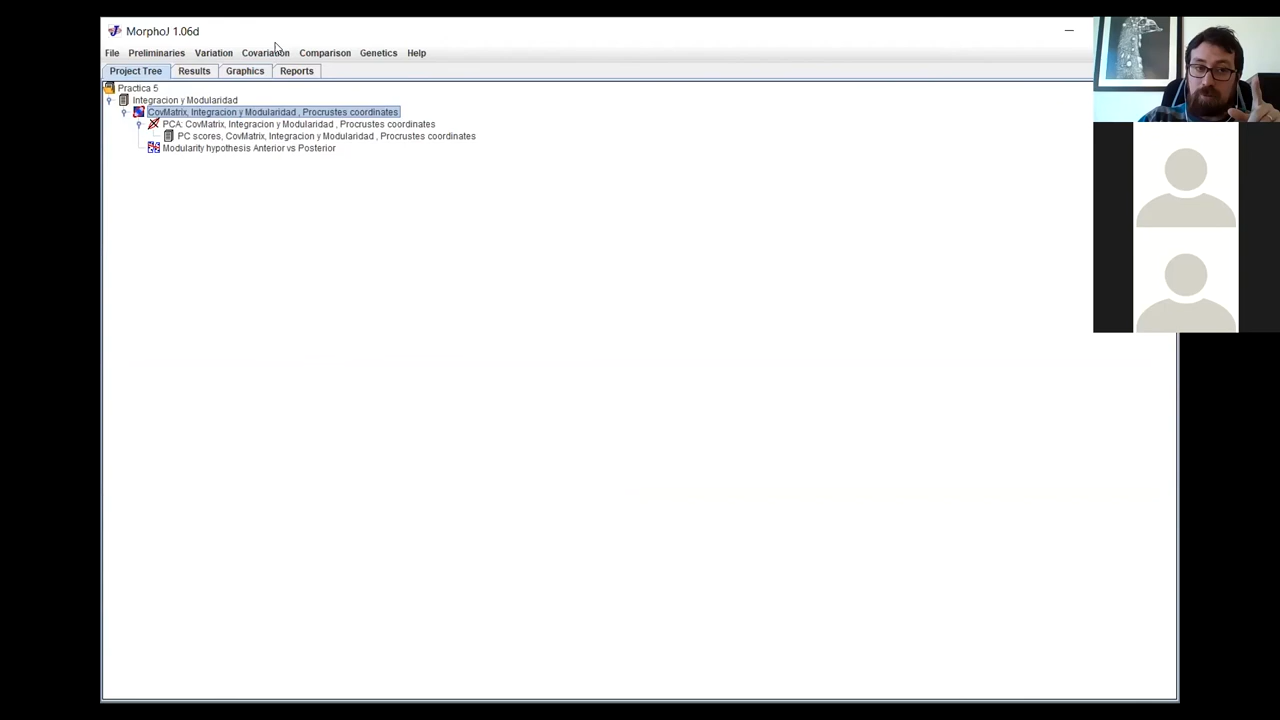 MorphoJ 1.06d
File Preliminaries Variation Covariation Comparison Genetics Help
Project Tree Results Graphics Reports
Practica 5
Integracion y Modularidad
CovMatrix, Integracion y Modularidad , Procrustes coordinates
PCA: CovMatrix, Integracion y Modularidad , Procrustes coordinates
PC scores, CovMatrix, Integracion y Modularidad , Procrustes coordinates
Modularity hypothesis Anterior vs Posterior